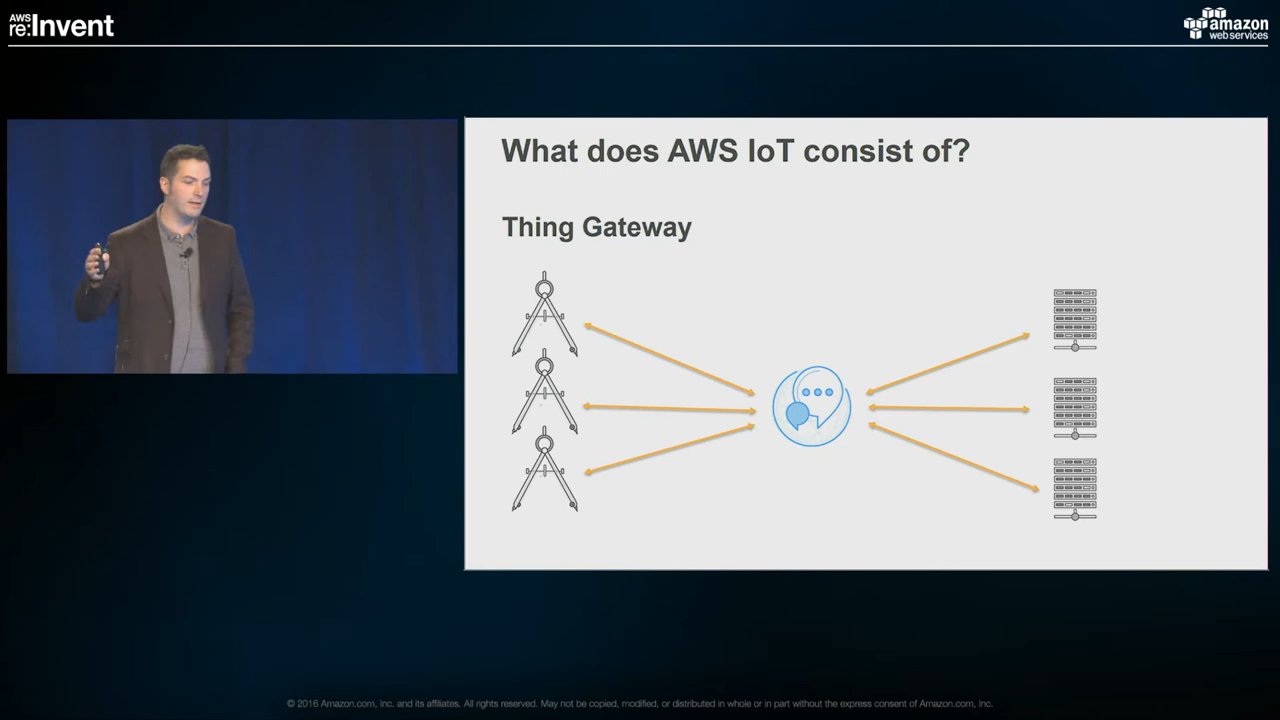 AWS
re:Invent
amazon
web services
What does AWS IoT consist of?
Thing Gateway
© 2016 Amazon.com, Inc. and its affiliates. All rights reserved. May not be copied, modified, or distributed in whole or in part without the express consent of Amazon.com, Inc.